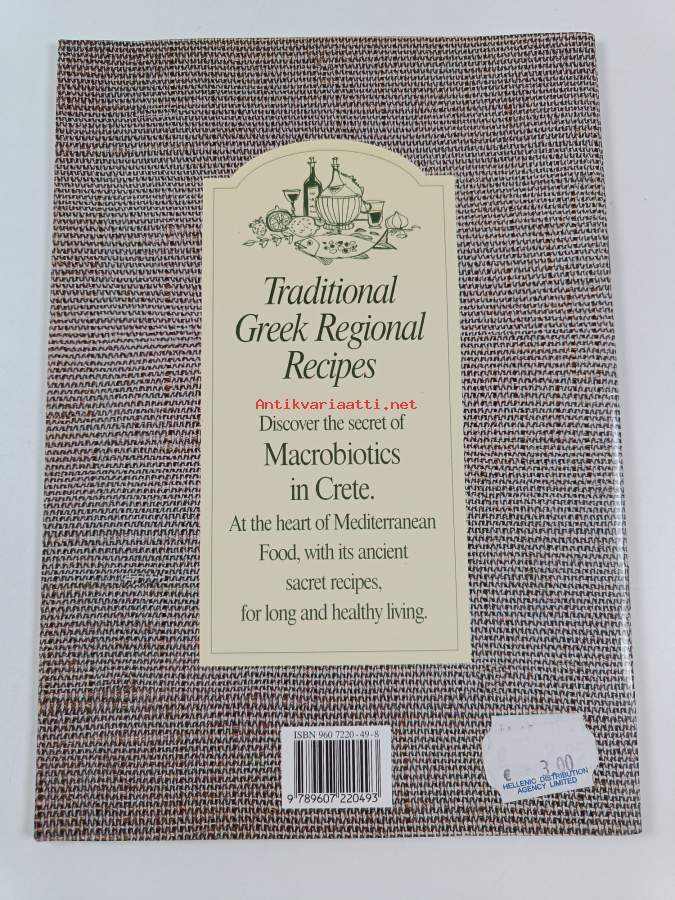 Traditional
Greek Regional
Recipes
Antikvariaatti.net
Discover the secret of
Macrobiotics
in Crete.
At the heart of Mediterranean
Food, with its ancient
sacret recipes,
for long and healthy living.
ISBN 960 7220 - 49 - 8
9 789607 220493
€ 3.00
HELLENIC DISTRIBUTION
AGENCY LIMITED